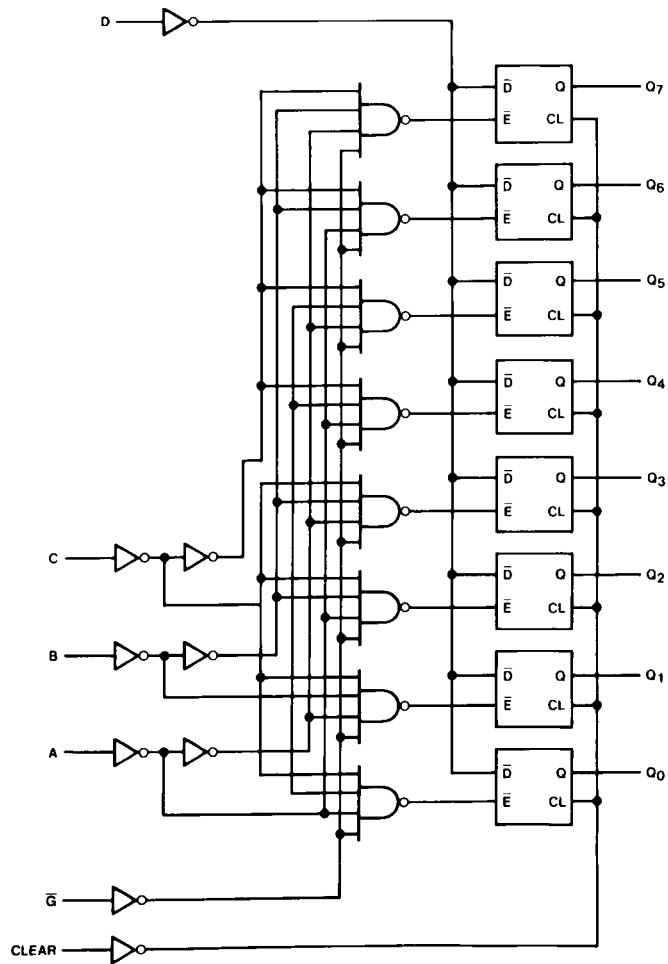 D
D̅ Q Q7
E̅ CL
D̅ Q Q6
E̅ CL
D̅ Q Q5
E̅ CL
D̅ Q Q4
E̅ CL
D̅ Q Q3
E̅ CL
C
D̅ Q Q2
E̅ CL
B
D̅ Q Q1
E̅ CL
A
D̅ Q Q0
E̅ CL
G̅
CLEAR